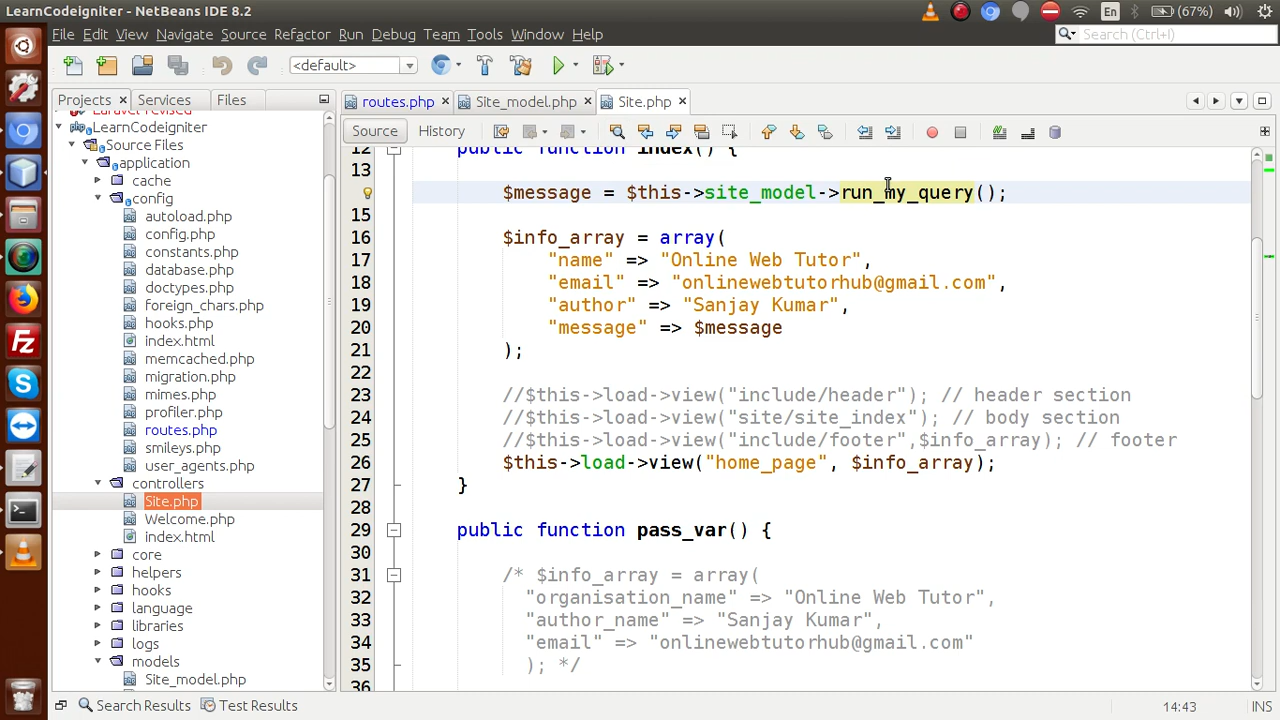 LearnCodeigniter - NetBeans IDE 8.2
En
(67%)
File Edit View Navigate Source Refactor Run Debug Team Tools Window Help
Search (Ctrl+I)
<default>
Projects Services Files
routes.php Site_model.php Site.php
Source History
LearnCodeigniter
Source Files
application
cache
config
autoload.php
config.php
constants.php
database.php
doctypes.php
foreign_chars.php
hooks.php
index.html
memcached.php
migration.php
mimes.php
profiler.php
routes.php
smileys.php
user_agents.php
controllers
Site.php
Welcome.php
index.html
core
helpers
hooks
language
libraries
logs
models
Site_model.php
12 public function index() {
13
$message = $this->site_model->run_my_query();
15
16 $info_array = array(
17 "name" => "Online Web Tutor",
18 "email" => "onlinewebtutorhub@gmail.com",
19 "author" => "Sanjay Kumar",
20 "message" => $message
21 );
22
23 //$this->load->view("include/header"); // header section
24 //$this->load->view("site/site_index"); // body section
25 //$this->load->view("include/footer",$info_array); // footer
26 $this->load->view("home_page", $info_array);
27 }
28
29 public function pass_var() {
30
31 /* $info_array = array(
32 "organisation_name" => "Online Web Tutor",
33 "author_name" => "Sanjay Kumar",
34 "email" => "onlinewebtutorhub@gmail.com"
35 ); */
36
Search Results Test Results
14:43 INS